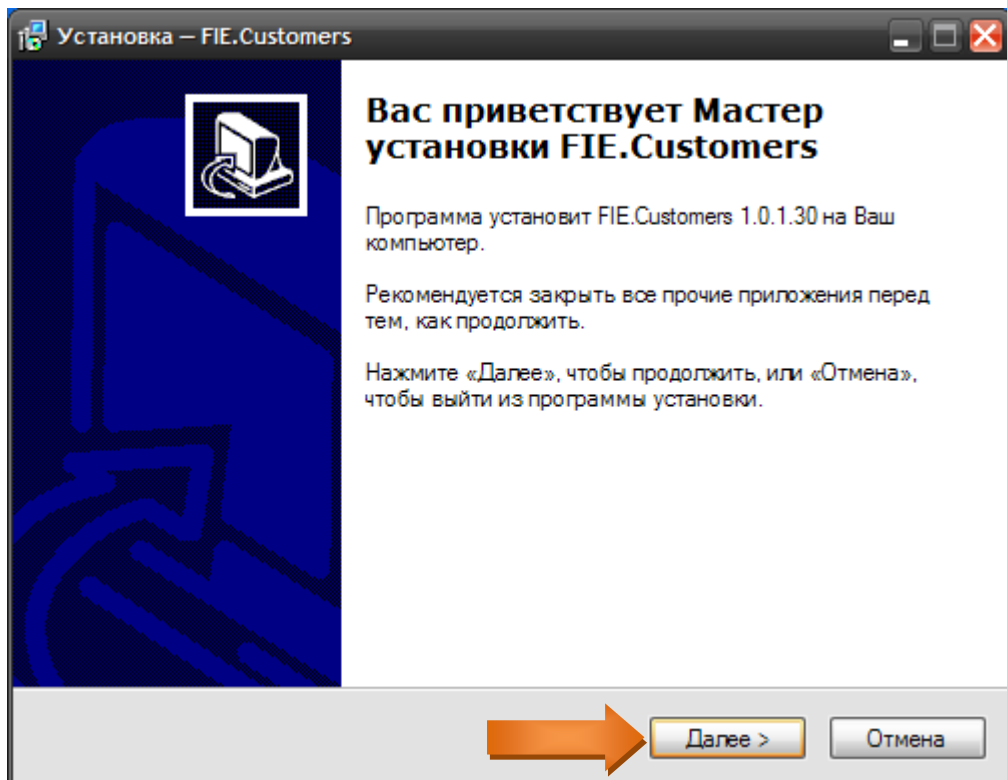 Установка — FIE.Customers
Вас приветствует Мастер
установки FIE.Customers
Программа установит FIE.Customers 1.0.1.30 на Ваш
компьютер.
Рекомендуется закрыть все прочие приложения перед
тем, как продолжить.
Нажмите «Далее», чтобы продолжить, или «Отмена»,
чтобы выйти из программы установки.
Далее >
Отмена